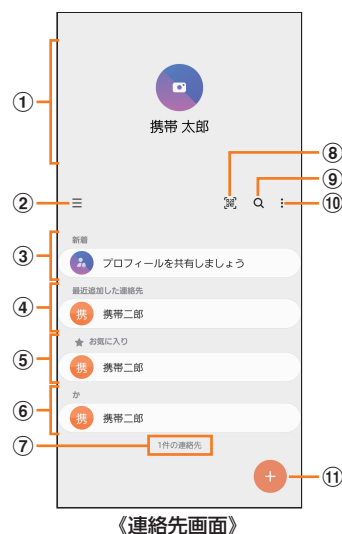 ①
携帯 太郎
⑧
⑨
② ⑩
新着
③ プロフィールを共有しましょう
最近追加した連絡先
④ 携 携帯二郎
お気に入り
⑤ 携 携帯二郎
か
⑥ 携 携帯二郎
⑦ 1件の連絡先
⑪
《連絡先画面》